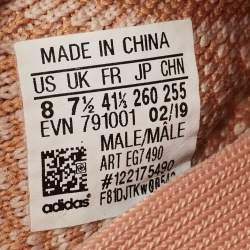 MADE IN CHINA
US UK FR JP CHN
8 7½ 41⅓ 260 255
EVN 791001 02/19
MALE/MÂLE
ART EG7490
#122175490
adidas